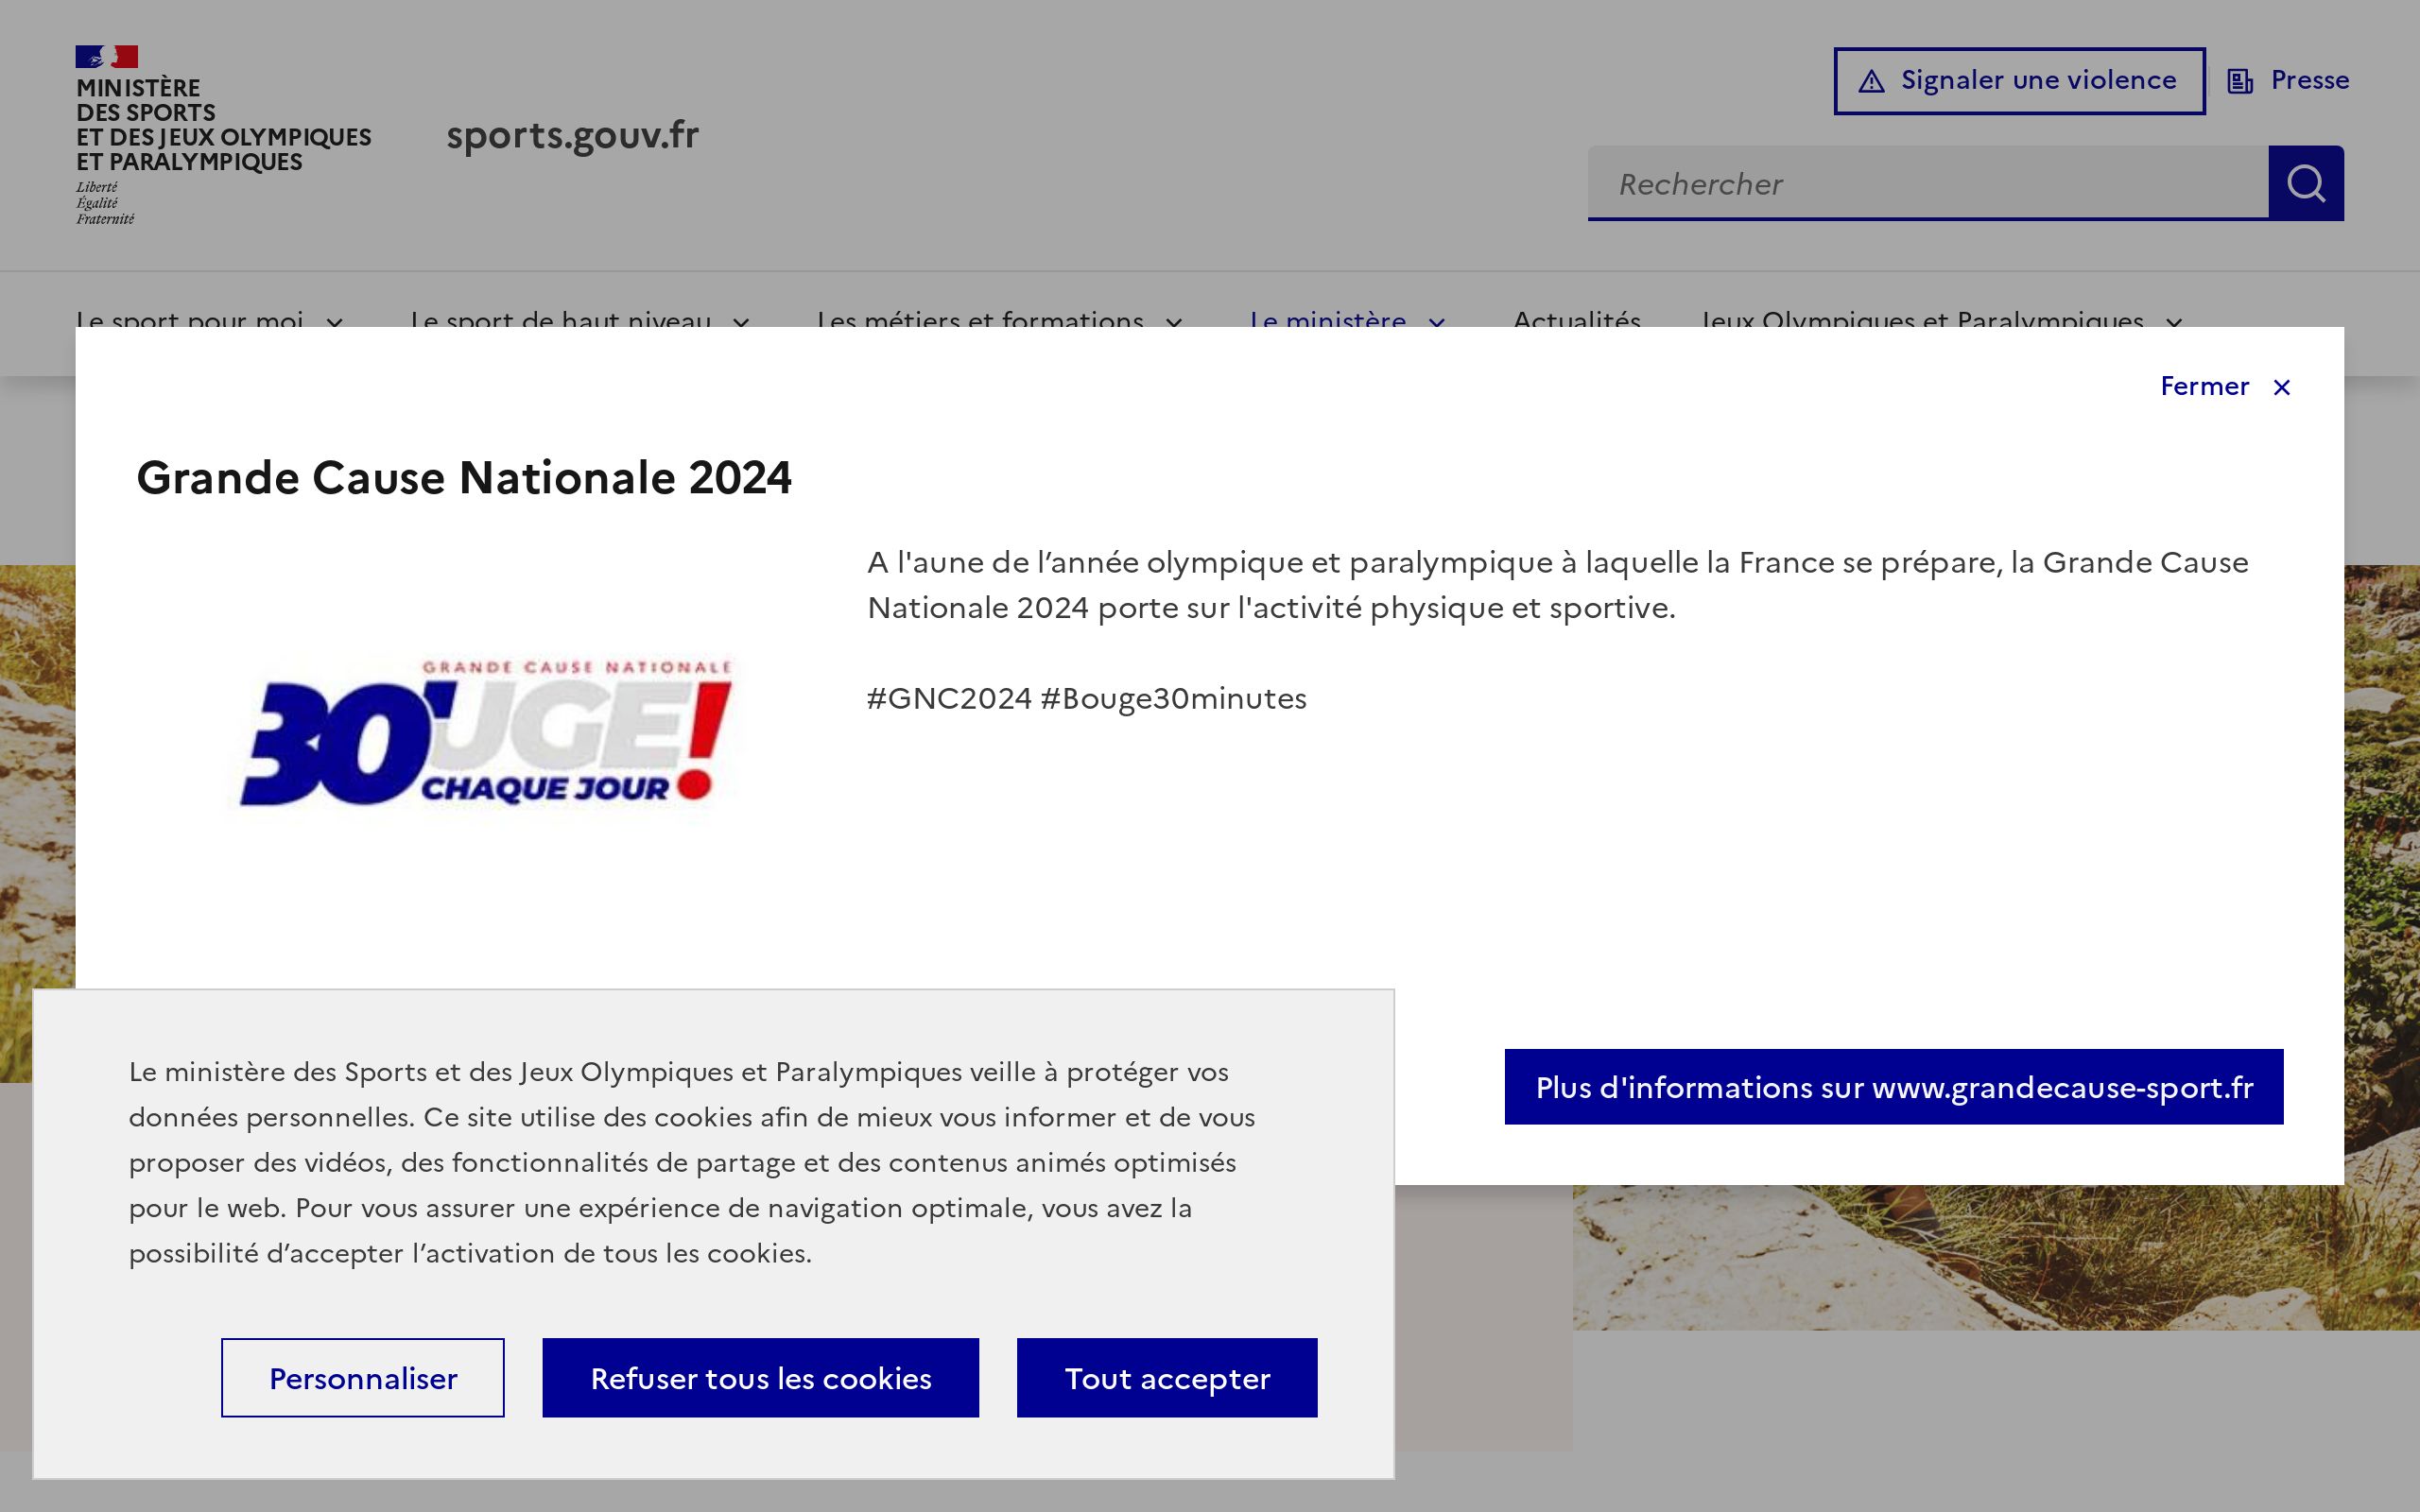 MINISTÈRE
DES SPORTS
ET DES JEUX OLYMPIQUES
ET PARALYMPIQUES
Liberté
Égalité
Fraternité
sports.gouv.fr
Signaler une violence
Presse
Rechercher
Le sport pour moi
Le sport de haut niveau
Les métiers et formations
Le ministère
Actualités
Jeux Olympiques et Paralympiques
Fermer
Grande Cause Nationale 2024
GRANDE CAUSE NATIONALE
30'UGE!
CHAQUE JOUR
A l'aune de l’année olympique et paralympique à laquelle la France se prépare, la Grande Cause
Nationale 2024 porte sur l'activité physique et sportive.
#GNC2024 #Bouge30minutes
Plus d'informations sur www.grandecause-sport.fr
Le ministère des Sports et des Jeux Olympiques et Paralympiques veille à protéger vos
données personnelles. Ce site utilise des cookies afin de mieux vous informer et de vous
proposer des vidéos, des fonctionnalités de partage et des contenus animés optimisés
pour le web. Pour vous assurer une expérience de navigation optimale, vous avez la
possibilité d’accepter l’activation de tous les cookies.
Personnaliser
Refuser tous les cookies
Tout accepter